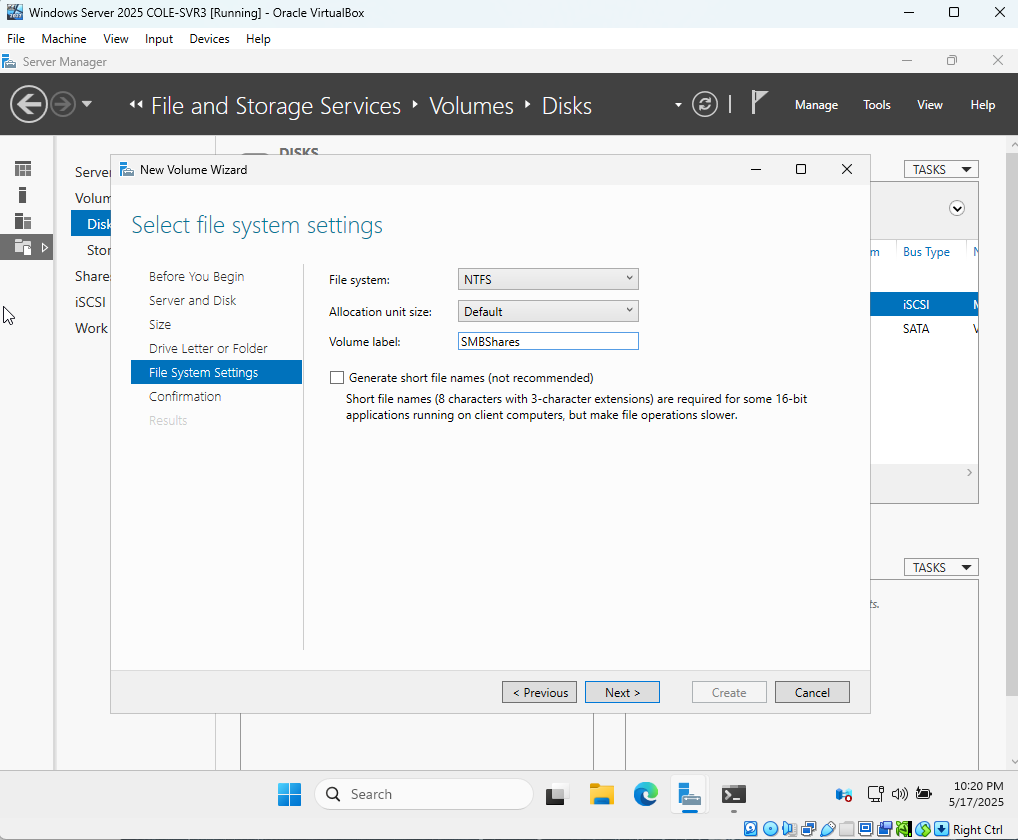 Windows Server 2025 COLE-SVR3 [Running] - Oracle VirtualBox
File Machine View Input Devices Help
Server Manager
File and Storage Services Volumes Disks
Manage Tools View Help
DISKS
TASKS
New Volume Wizard
Select file system settings
Server
Volum
Disk
Stor
Share
iSCSI
Work
Before You Begin
Server and Disk
Size
Drive Letter or Folder
File System Settings
Confirmation
Results
File system: NTFS
Allocation unit size: Default
Volume label: SMBShares
Generate short file names (not recommended)
Short file names (8 characters with 3-character extensions) are required for some 16-bit
applications running on client computers, but make file operations slower.
m Bus Type
iSCSI
SATA
TASKS
ts.
< Previous Next > Create Cancel
Search
10:20 PM
5/17/2025
Right Ctrl